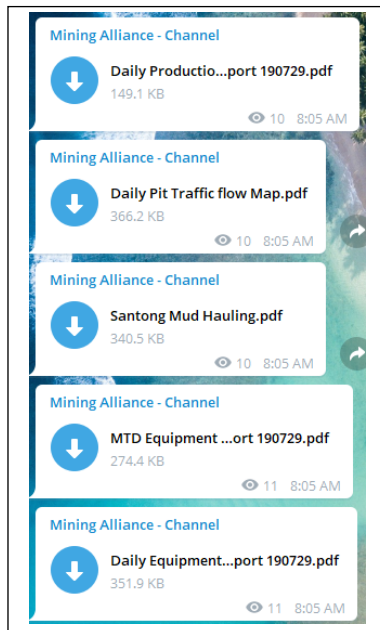 Mining Alliance - Channel
Daily Productio...port 190729.pdf
149.1 KB
10 8:05 AM
Mining Alliance - Channel
Daily Pit Traffic flow Map.pdf
366.2 KB
10 8:05 AM
Mining Alliance - Channel
Santong Mud Hauling.pdf
340.5 KB
10 8:05 AM
Mining Alliance - Channel
MTD Equipment ...ort 190729.pdf
274.4 KB
11 8:05 AM
Mining Alliance - Channel
Daily Equipment...port 190729.pdf
351.9 KB
11 8:05 AM